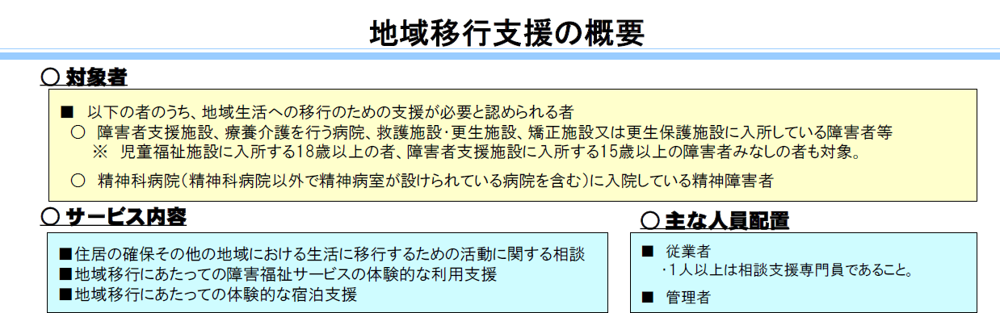 地域移行支援の概要
○ 対象者
■ 以下の者のうち、地域生活への移行のための支援が必要と認められる者
○ 障害者支援施設、療養介護を行う病院、救護施設・更生施設、矯正施設又は更生保護施設に入所している障害者等
※ 児童福祉施設に入所する18歳以上の者、障害者支援施設に入所する15歳以上の障害者みなしの者も対象。
○ 精神科病院(精神科病院以外で精神病室が設けられている病院を含む)に入院している精神障害者
○ サービス内容
■住居の確保その他の地域における生活に移行するための活動に関する相談
■地域移行にあたっての障害福祉サービスの体験的な利用支援
■地域移行にあたっての体験的な宿泊支援
○ 主な人員配置
■ 従業者
・1人以上は相談支援専門員であること。
■ 管理者